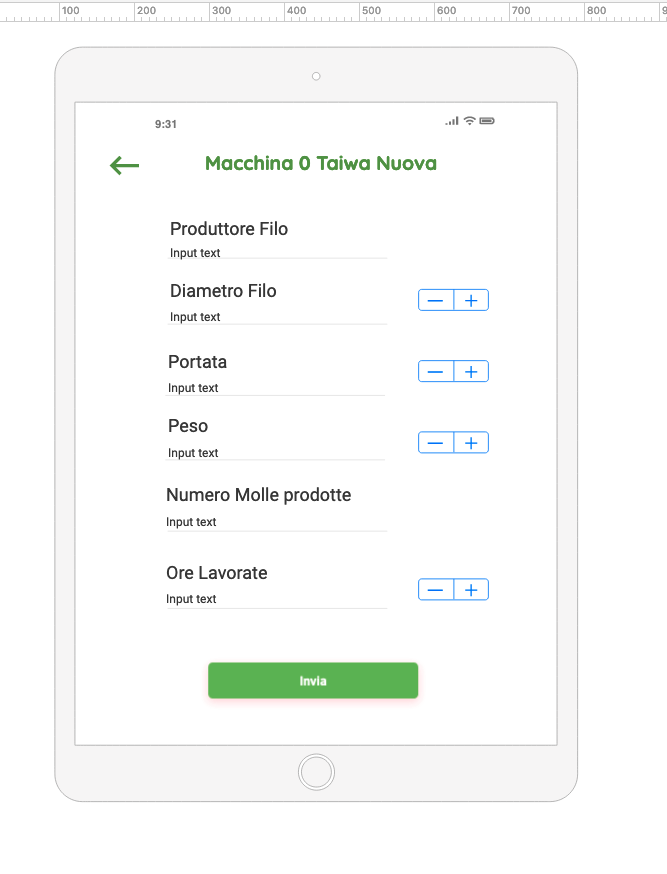 100 200 300 400 500 600 700 800
9:31
Macchina 0 Taiwa Nuova
Produttore Filo
Input text
Diametro Filo
Input text
Portata
Input text
Peso
Input text
Numero Molle prodotte
Input text
Ore Lavorate
Input text
Invia